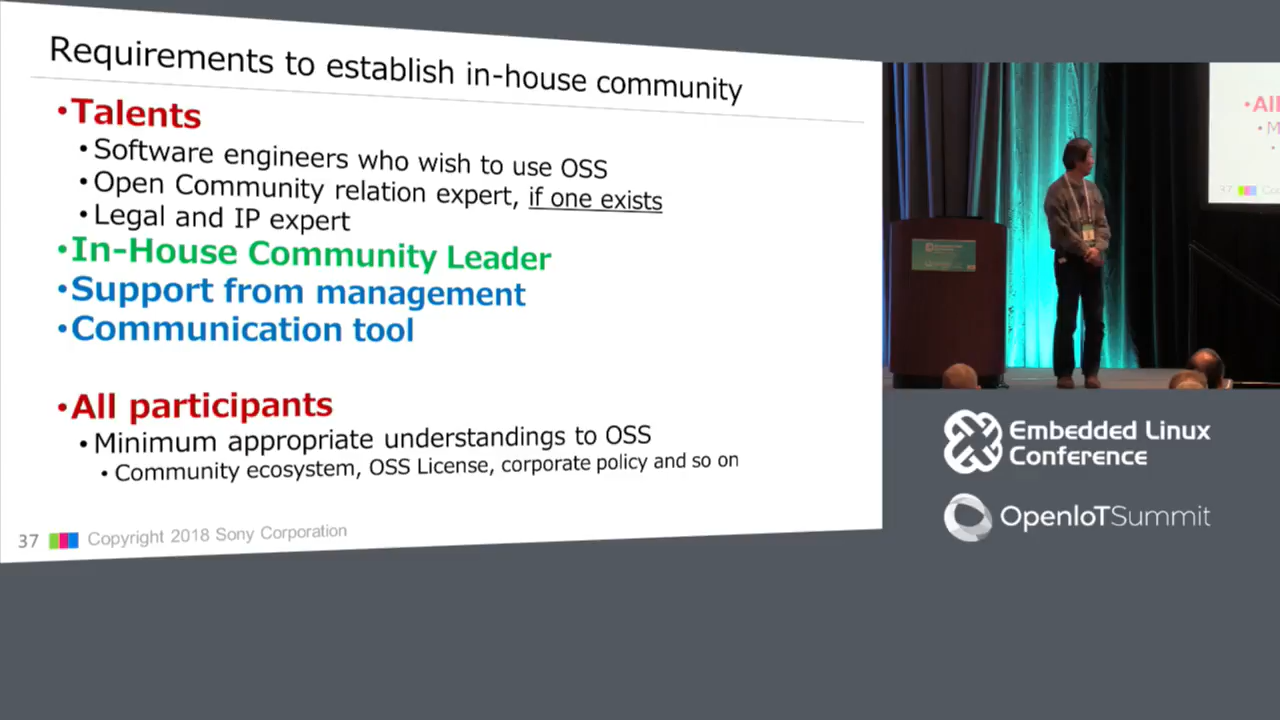 Requirements to establish in-house community
•Talents
•Software engineers who wish to use OSS
•Open Community relation expert, if one exists
•Legal and IP expert
•In-House Community Leader
•Support from management
•Communication tool
•All participants
•Minimum appropriate understandings to OSS
•Community ecosystem, OSS License, corporate policy and so on
37 Copyright 2018 Sony Corporation
•All
•M
37 Co
Embedded Linux
Conference
OpenIoTSummit